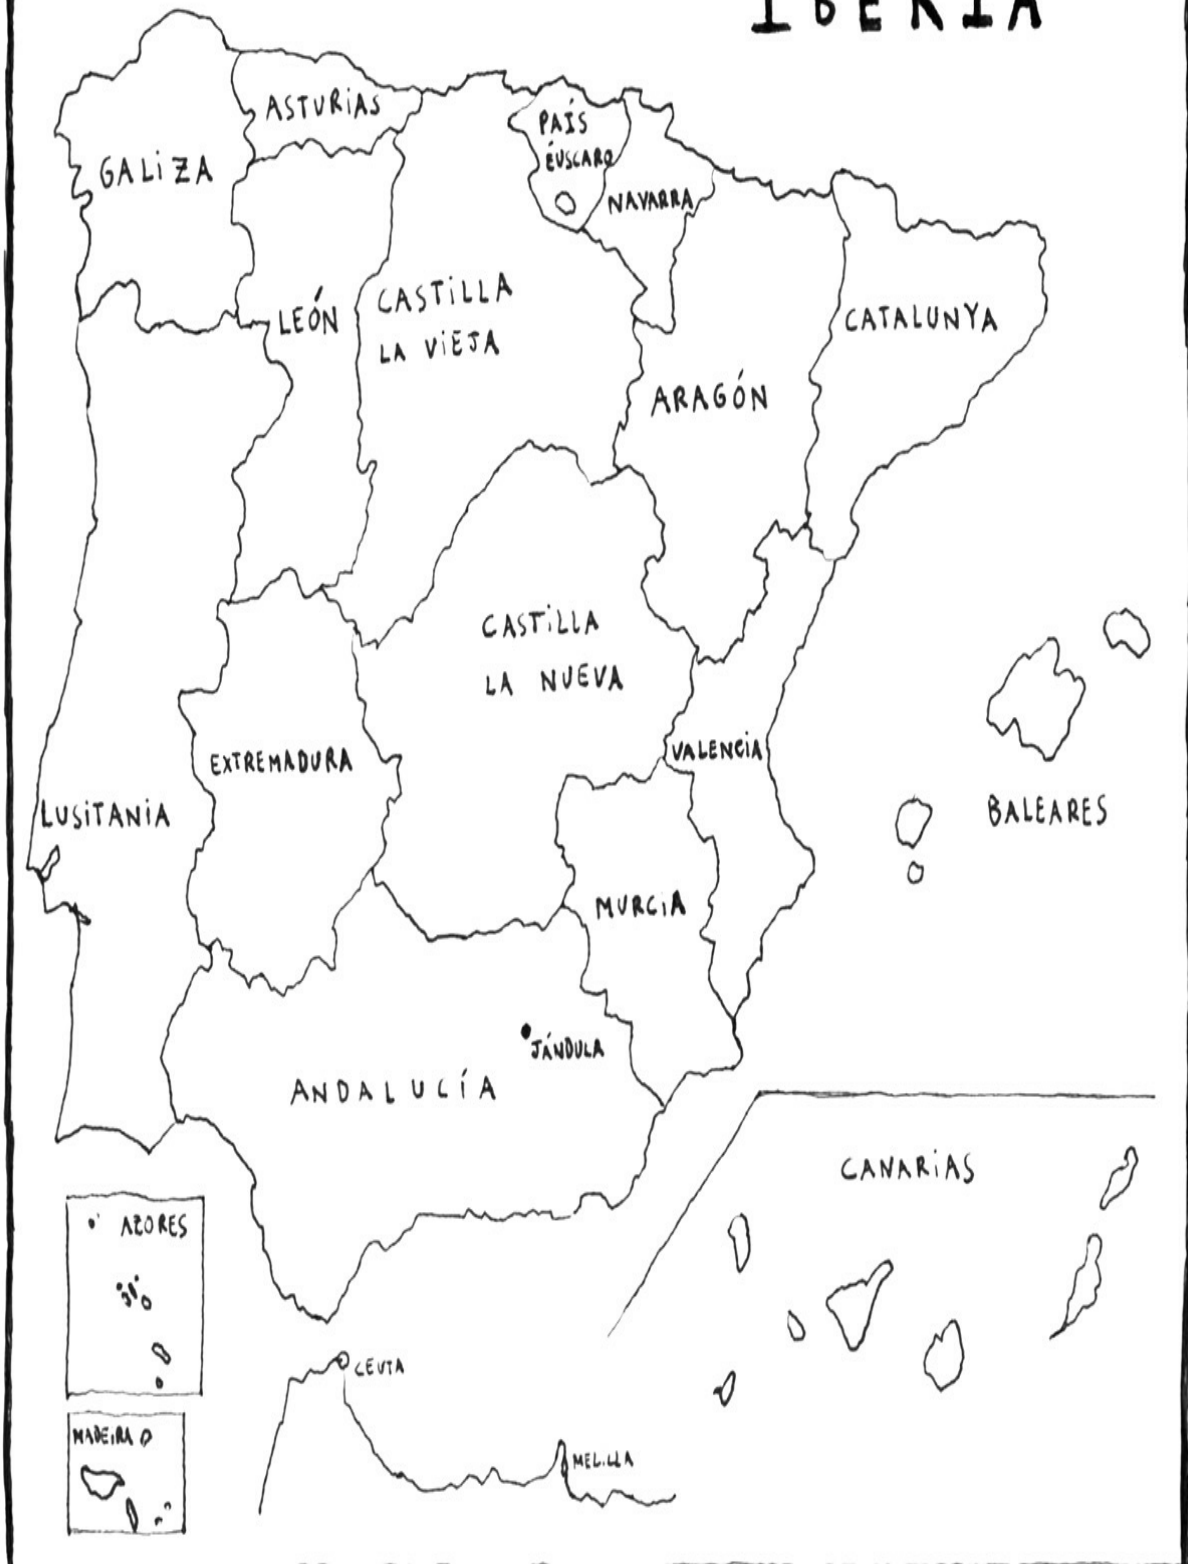 IBERIA
ASTURiAS
PAÍS
ÉUSCARO
GALiZA
NAVARRA
CASTiLLA
LA ViEJA
LEÓN
CATALUNYA
ARAGÓN
CASTiLLA
LA NUEVA
VALENCiA
EXTREMADURA
LUSiTANiA
BALEARES
MURCiA
JÁNDULA
ANDALUCÍA
CANARiAS
AZORES
CEUTA
MADEiRA
MELiLLA